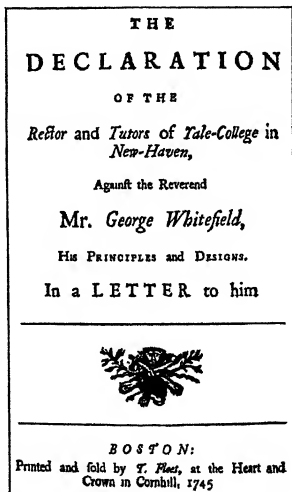 THE
DECLARATION
OF THE
Rector and Tutors of Yale-College in
New-Haven,
Againſt the Reverend
Mr. George Whitefield,
His PRINCIPLES and DESIGNS.
In a LETTER to him
BOSTON:
Printed and ſold by T. Fleet, at the Heart and
Crown in Cornhill, 1745